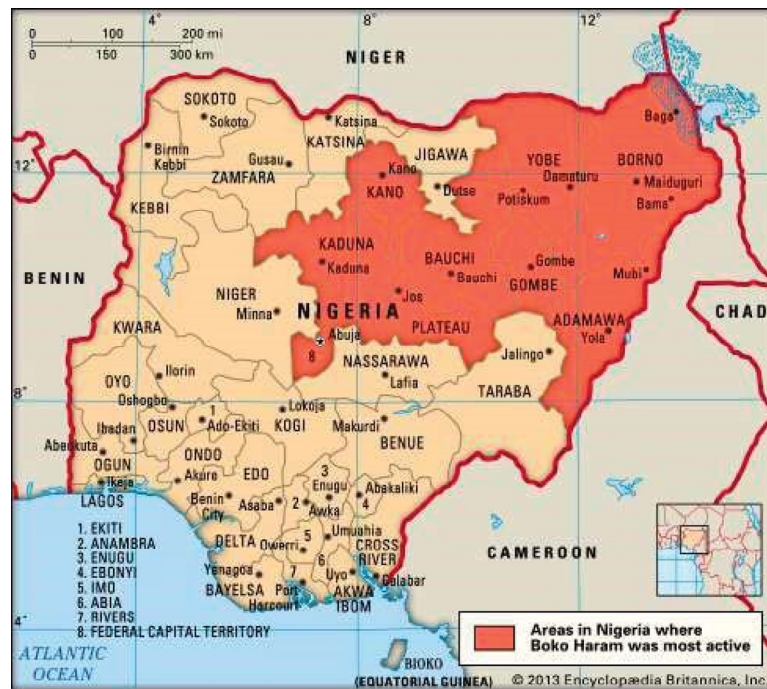 4°
8°
12°
0 100 200 mi
0 150 300 km
NIGER
SOKOTO
Sokoto
Katsina
KATSINA
Birnin
Kebbi
Gusau
ZAMFARA
KEBBI
JIGAWA
Dutse
Kano
KANO
YOBE
Damaturu
Potiskum
BORNO
Baga
Maiduguri
Bama
12°
BENIN
KADUNA
Kaduna
BAUCHI
Bauchi
Gombe
GOMBE
Mubi
NIGER
Minna
NIGERIA
Jos
PLATEAU
ADAMAWA
Yola
CHAD
KWARA
Abuja
8
NASSARAWA
Lafia
Jalingo
TARABA
OYO
Ilorin
Oshogbo
8°
Ibadan
OSUN
1
Ado-Ekiti
Lokoja
KOGI
Makurdi
BENUE
Abeokuta
OGUN
Ikeja
LAGOS
ONDO
Akure
EDO
Benin
City
Asaba
3
Enugu
2
Awka
Abakaliki
4
DELTA
Owerri
5
Umuahia
CROSS
RIVER
6
Yenagoa
BAYELSA
7
Port
Harcourt
Uyo
AKWA
IBOM
Calabar
CAMEROON
1. EKITI
2. ANAMBRA
3. ENUGU
4. EBONYI
5. IMO
6. ABIA
7. RIVERS
8. FEDERAL CAPITAL TERRITORY
4°
ATLANTIC
OCEAN
BIOKO
(EQUATORIAL GUINEA)
Areas in Nigeria where
Boko Haram was most active
© 2013 Encyclopædia Britannica, Inc